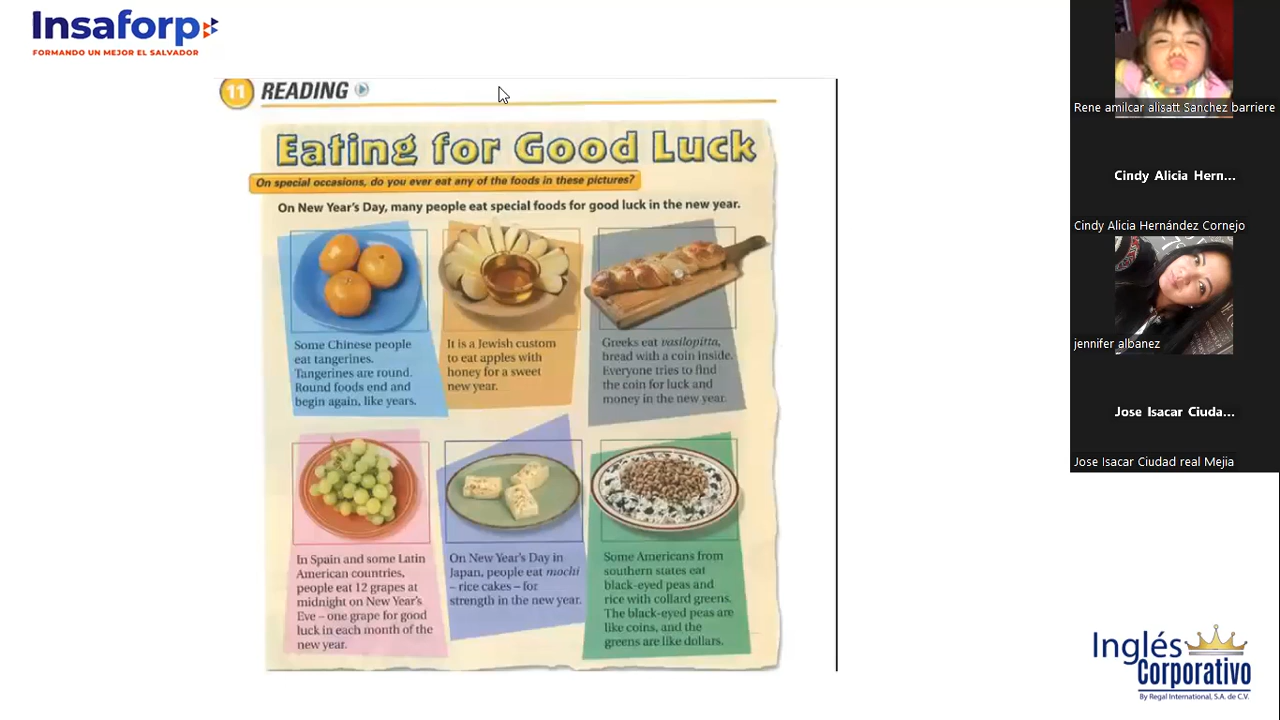 Insaforp
FORMANDO UN MEJOR EL SALVADOR
11 READING
Eating for Good Luck
On special occasions, do you ever eat any of the foods in these pictures?
On New Year's Day, many people eat special foods for good luck in the new year.
Some Chinese people
eat tangerines.
Tangerines are round.
Round foods end and
begin again, like years.
It is a Jewish custom
to eat apples with
honey for a sweet
new year.
Greeks eat vasilopitta,
bread with a coin inside.
Everyone tries to find
the coin for luck and
money in the new year.
In Spain and some Latin
American countries,
people eat 12 grapes at
midnight on New Year's
Eve – one grape for good
luck in each month of the
new year.
On New Year's Day in
Japan, people eat mochi
– rice cakes – for
strength in the new year.
Some Americans from
southern states eat
black-eyed peas and
rice with collard greens.
The black-eyed peas are
like coins, and the
greens are like dollars.
Rene amilcar alisatt Sanchez barriere
Cindy Alicia Hern...
Cindy Alicia Hernández Cornejo
jennifer albanez
Jose Isacar Ciuda...
Jose Isacar Ciudad real Mejia
Inglés
Corporativo
By Regal International, S.A. de C.V.